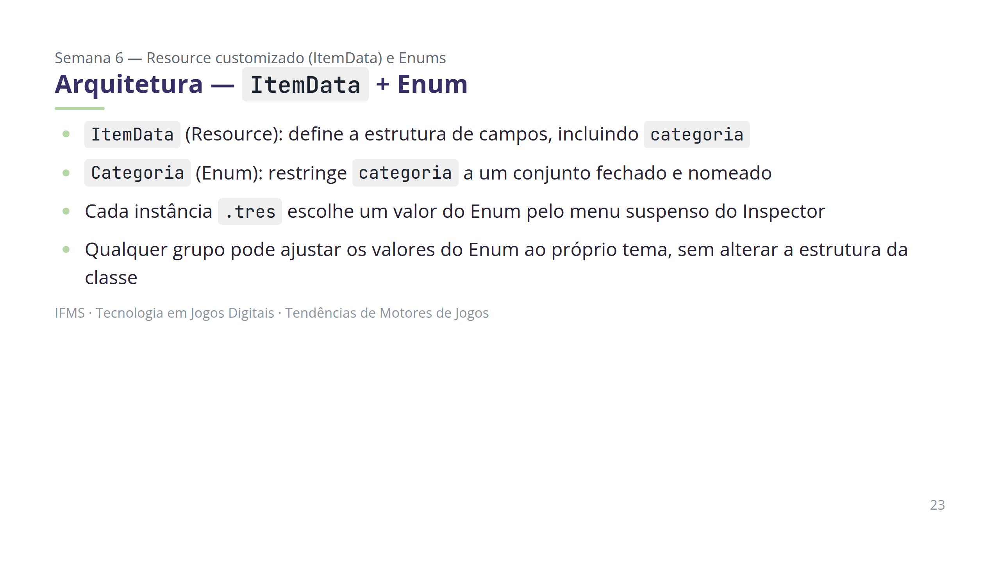 Semana 6 — Resource customizado (ItemData) e Enums
Arquitetura — ItemData + Enum
ItemData (Resource): define a estrutura de campos, incluindo categoria
Categoria (Enum): restringe categoria a um conjunto fechado e nomeado
Cada instância .tres escolhe um valor do Enum pelo menu suspenso do Inspector
Qualquer grupo pode ajustar os valores do Enum ao próprio tema, sem alterar a estrutura da
classe
IFMS · Tecnologia em Jogos Digitais · Tendências de Motores de Jogos
23